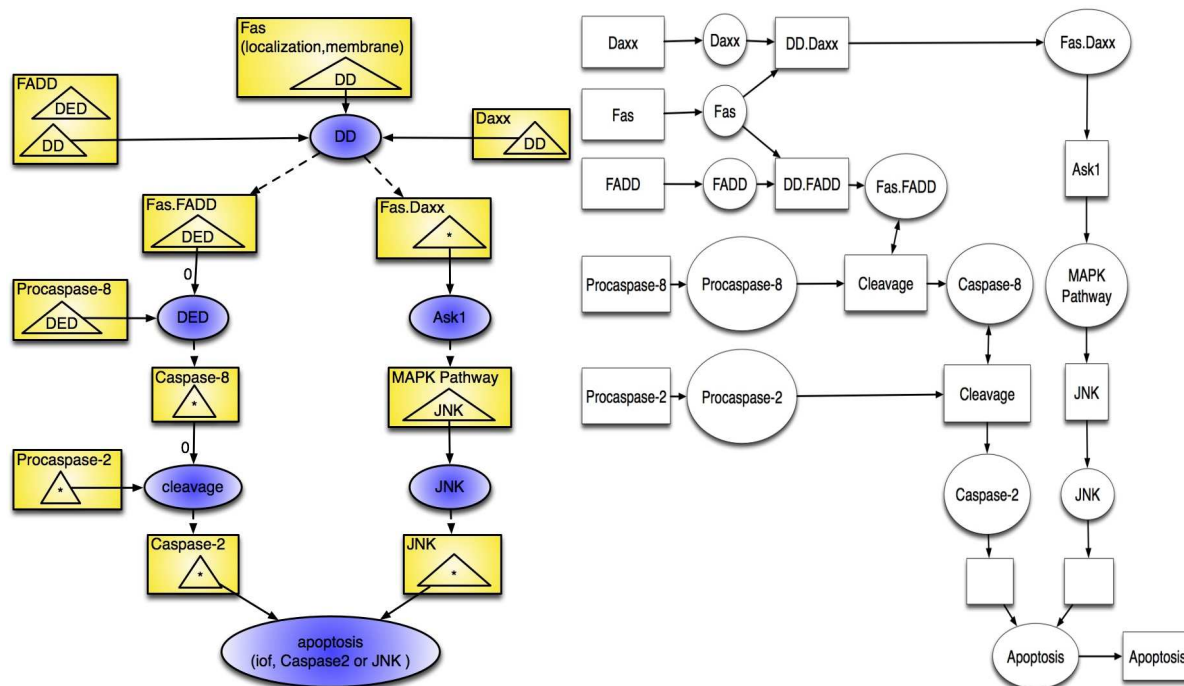 Fas
(localization,membrane)
DD
FADD
DED
DD
DD
Daxx
DD
Fas.FADD
DED
Fas.Daxx
*
0
Procaspase-8
DED
DED
Ask1
Caspase-8
*
MAPK Pathway
JNK
0
Procaspase-2
*
cleavage
JNK
Caspase-2
*
JNK
*
apoptosis
(iof, Caspase2 or JNK )
Daxx
Daxx
DD.Daxx
Fas.Daxx
Fas
Fas
FADD
FADD
DD.FADD
Fas.FADD
Ask1
Procaspase-8
Procaspase-8
Cleavage
Caspase-8
MAPK
Pathway
Procaspase-2
Procaspase-2
Cleavage
JNK
Caspase-2
JNK
Apoptosis
Apoptosis